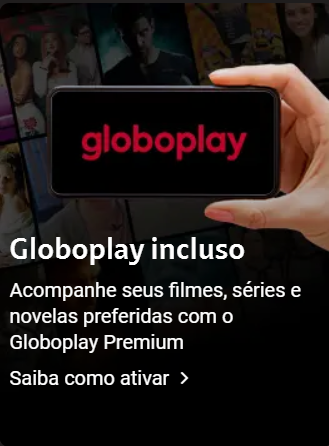 globoplay
Globoplay incluso
Acompanhe seus filmes, séries e
novelas preferidas com o
Globoplay Premium
Saiba como ativar >